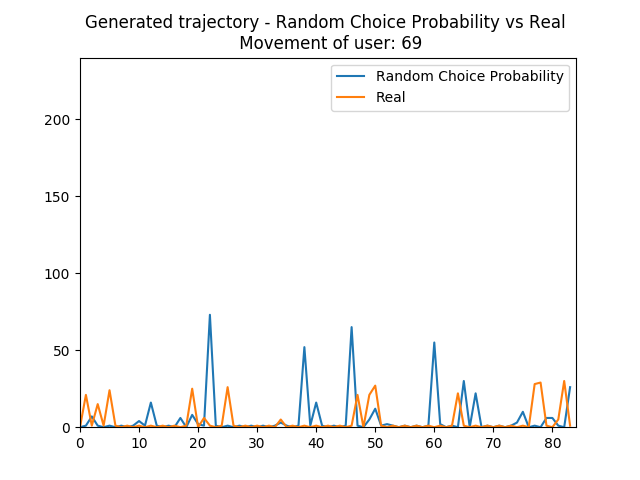 Generated trajectory - Random Choice Probability vs Real
Movement of user: 69
Random Choice Probability
Real
200
150
100
50
0
0 10 20 30 40 50 60 70 80